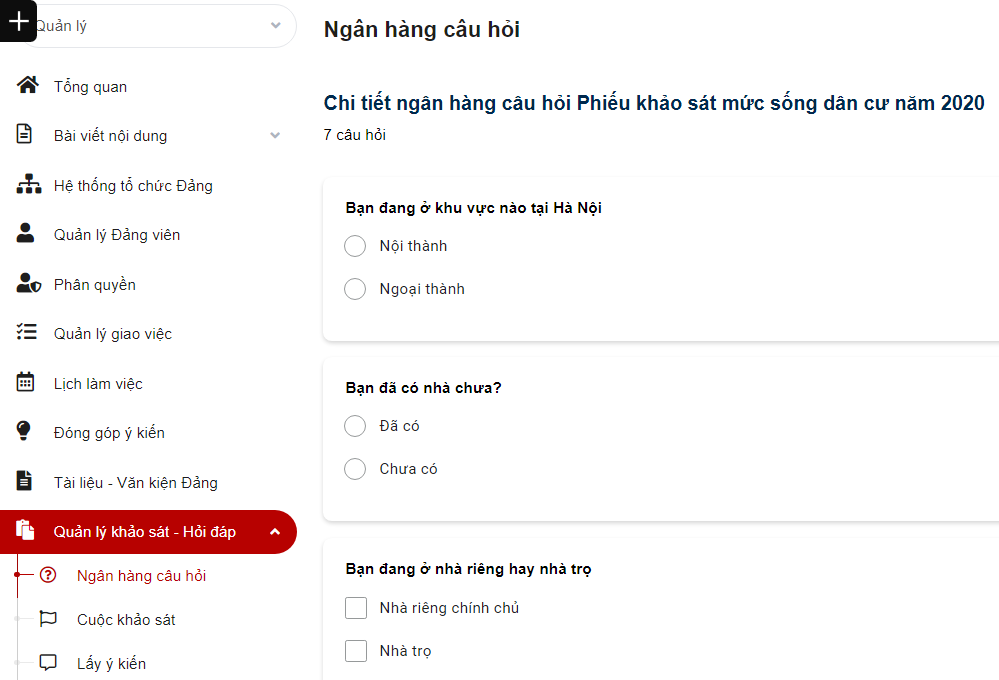 Quản lý
Tổng quan
Bài viết nội dung
Hệ thống tổ chức Đảng
Quản lý Đảng viên
Phân quyền
Quản lý giao việc
Lịch làm việc
Đóng góp ý kiến
Tài liệu - Văn kiện Đảng
Quản lý khảo sát - Hỏi đáp
Ngân hàng câu hỏi
Cuộc khảo sát
Lấy ý kiến
Ngân hàng câu hỏi
Chi tiết ngân hàng câu hỏi Phiếu khảo sát mức sống dân cư năm 2020
7 câu hỏi
Bạn đang ở khu vực nào tại Hà Nội
Nội thành
Ngoại thành
Bạn đã có nhà chưa?
Đã có
Chưa có
Bạn đang ở nhà riêng hay nhà trọ
Nhà riêng chính chủ
Nhà trọ